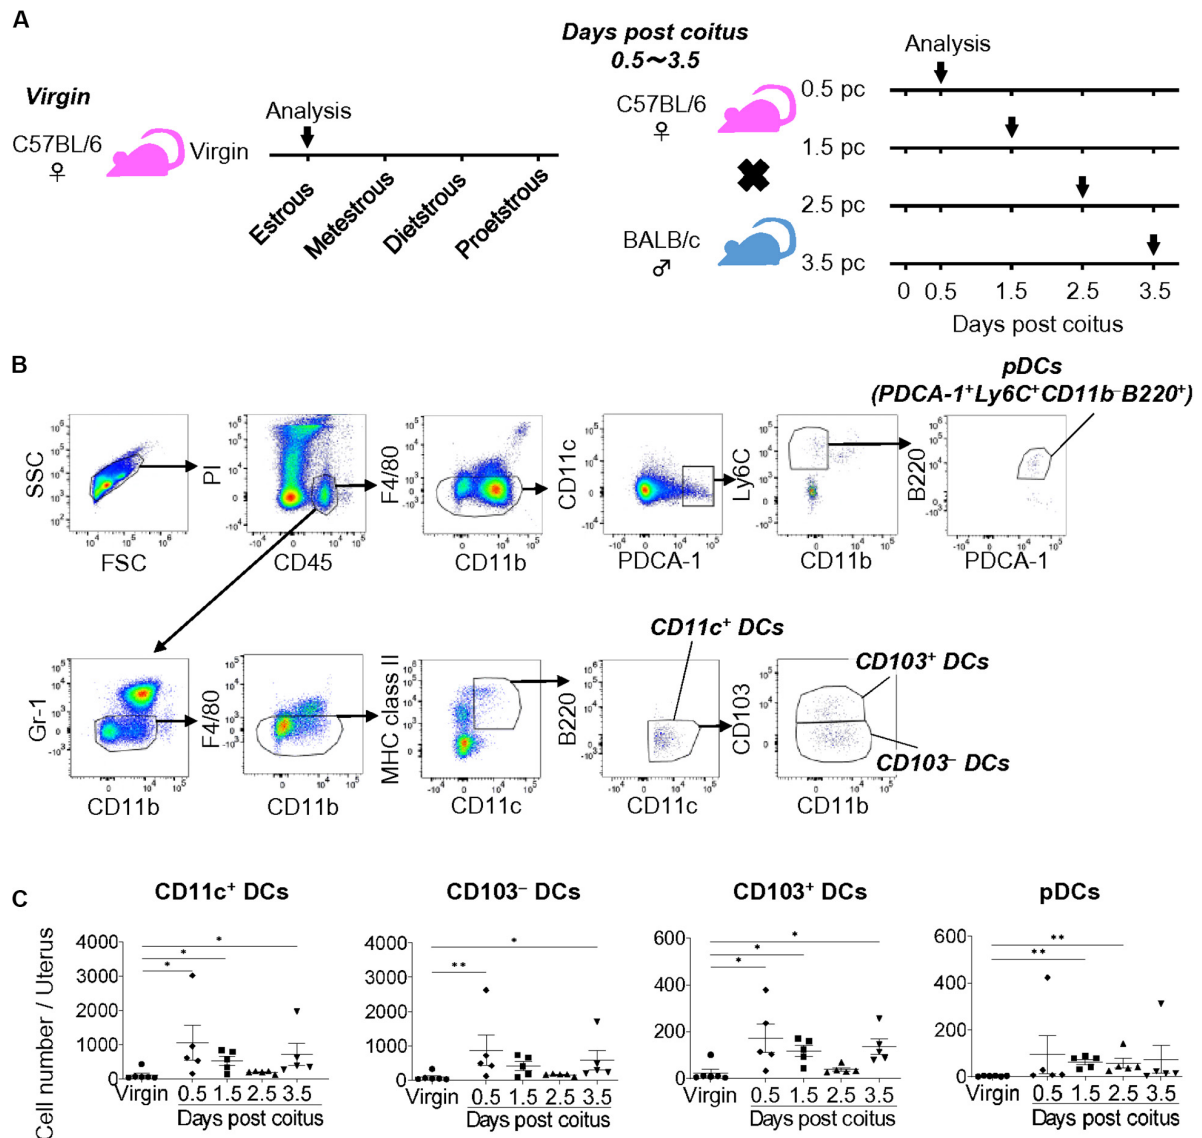 A
Virgin
C57BL/6
♀
Virgin
Analysis
Estrous
Metestrous
Dietstrous
Proetstrous
Days post coitus
0.5～3.5
C57BL/6
♀
BALB/c
♂
Analysis
0.5 pc
1.5 pc
2.5 pc
3.5 pc
0 0.5 1.5 2.5 3.5
Days post coitus
B
pDCs
(PDCA-1⁺Ly6C⁺CD11b⁻B220⁺)
SSC
FSC
PI
CD45
F4/80
CD11b
CD11c
PDCA-1
Ly6C
CD11b
B220
PDCA-1
CD11c⁺ DCs
CD103⁺ DCs
CD103⁻ DCs
Gr-1
CD11b
F4/80
CD11b
MHC class II
CD11c
B220
CD11c
CD103
CD11b
C
Cell number / Uterus
CD11c⁺ DCs
4000
3000
2000
1000
0
* * *
Virgin 0.5 1.5 2.5 3.5
Days post coitus
CD103⁻ DCs
4000
3000
2000
1000
0
* **
Virgin 0.5 1.5 2.5 3.5
Days post coitus
CD103⁺ DCs
600
400
200
0
* * *
Virgin 0.5 1.5 2.5 3.5
Days post coitus
pDCs
600
400
200
0
** **
Virgin 0.5 1.5 2.5 3.5
Days post coitus